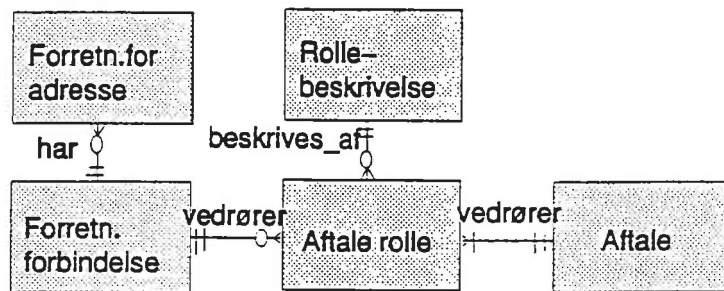 Forretn.for
adresse
Rolle-
beskrivelse
har
beskrives_af
Forretn.
forbindelse
vedrører
Aftale rolle
vedrører
Aftale